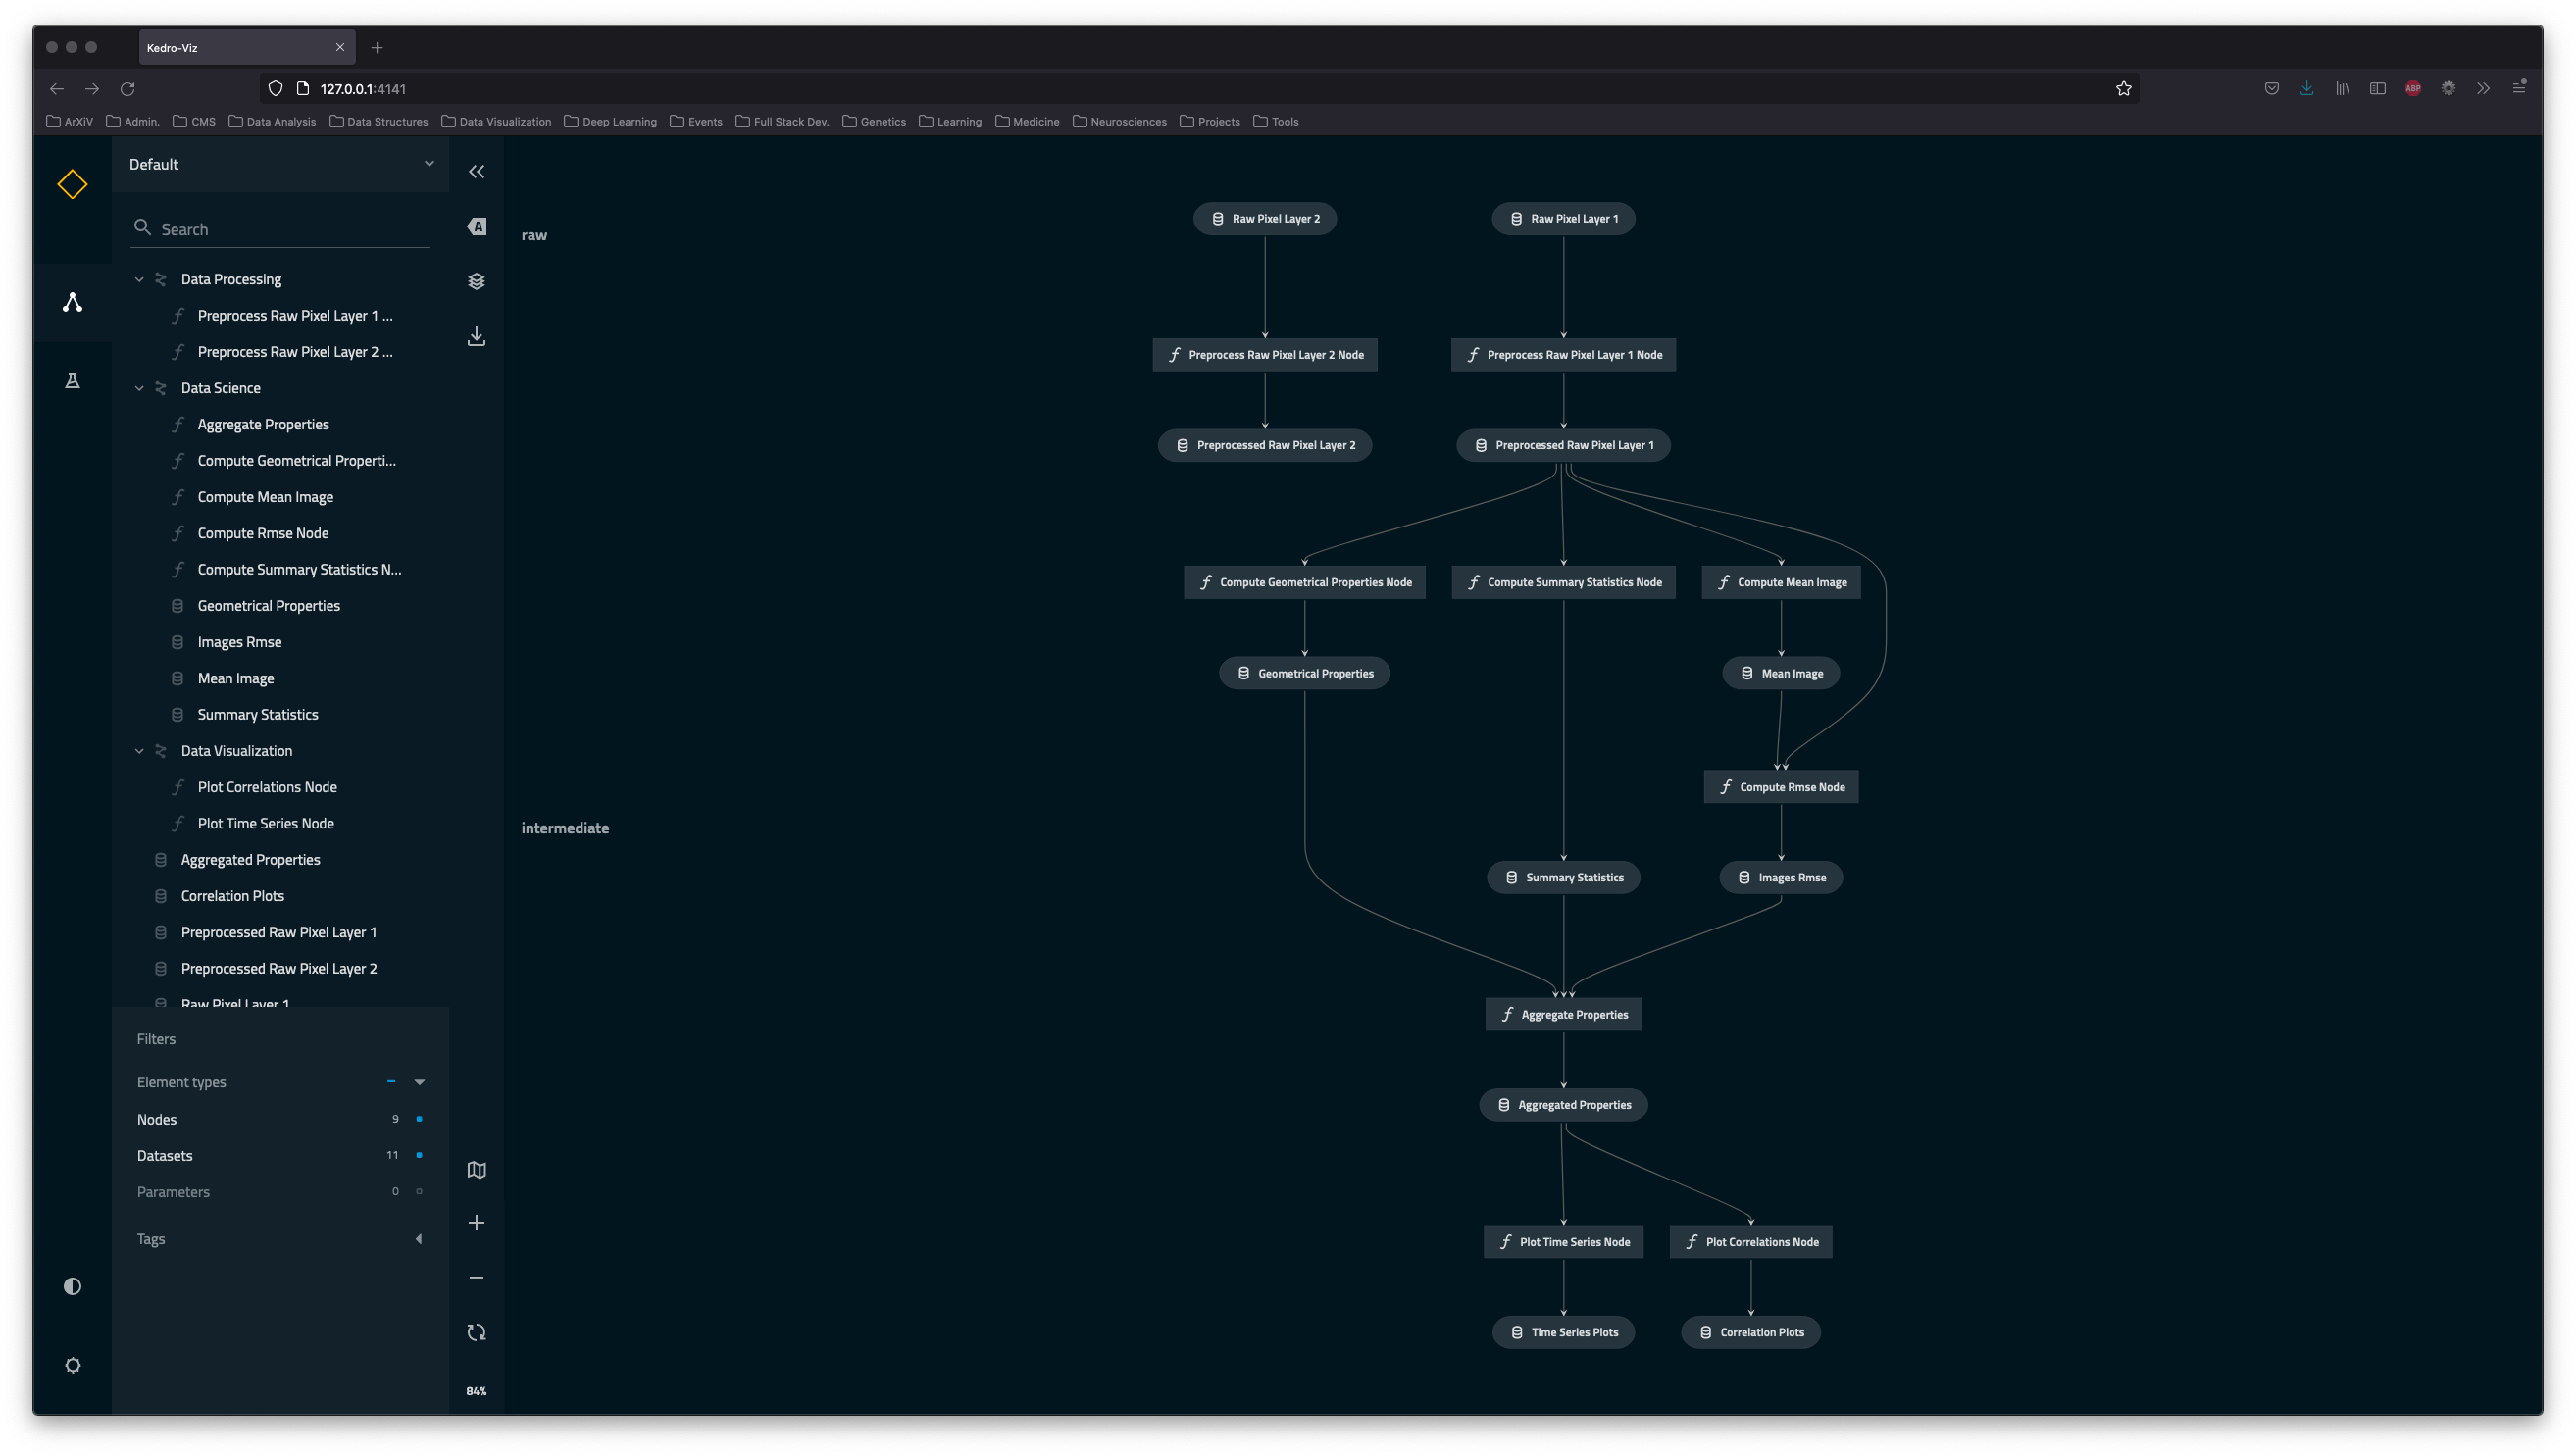 Kedro-Viz
127.0.0.1:4141
ABP
ArXiV Admin. CMS Data Analysis Data Structures Data Visualization Deep Learning Events Full Stack Dev. Genetics Learning Medicine Neurosciences Projects Tools
Default
Search
Data Processing
Preprocess Raw Pixel Layer 1 ...
Preprocess Raw Pixel Layer 2 ...
Data Science
Aggregate Properties
Compute Geometrical Properti...
Compute Mean Image
Compute Rmse Node
Compute Summary Statistics N...
Geometrical Properties
Images Rmse
Mean Image
Summary Statistics
Data Visualization
Plot Correlations Node
Plot Time Series Node
Aggregated Properties
Correlation Plots
Preprocessed Raw Pixel Layer 1
Preprocessed Raw Pixel Layer 2
Raw Pixel Layer 1
Filters
Element types
Nodes 9
Datasets 11
Parameters 0
Tags
A
84%
raw
intermediate
Raw Pixel Layer 2 Raw Pixel Layer 1
Preprocess Raw Pixel Layer 2 Node Preprocess Raw Pixel Layer 1 Node
Preprocessed Raw Pixel Layer 2 Preprocessed Raw Pixel Layer 1
Compute Geometrical Properties Node Compute Summary Statistics Node Compute Mean Image
Geometrical Properties Mean Image
Compute Rmse Node
Summary Statistics Images Rmse
Aggregate Properties
Aggregated Properties
Plot Time Series Node Plot Correlations Node
Time Series Plots Correlation Plots